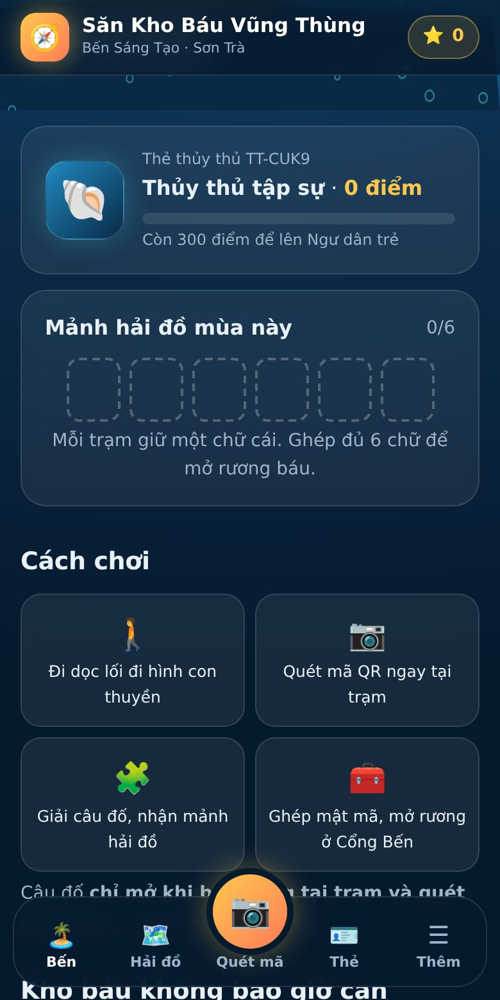 Săn Kho Báu Vũng Thùng
Bến Sáng Tạo · Sơn Trà
0
Thẻ thủy thủ TT-CUK9
Thủy thủ tập sự · 0 điểm
Còn 300 điểm để lên Ngư dân trẻ
Mảnh hải đồ mùa này
0/6
Mỗi trạm giữ một chữ cái. Ghép đủ 6 chữ để
mở rương báu.
Cách chơi
Đi dọc lối đi hình con
thuyền
Quét mã QR ngay tại
trạm
Giải câu đố, nhận mảnh
hải đồ
Ghép mật mã, mở rương
ở Cổng Bến
Câu đố chỉ mở khi tại trạm và quét
Bến
Hải đồ
Quét mã
Thẻ
Thêm
Kho báu không bao giờ cạn